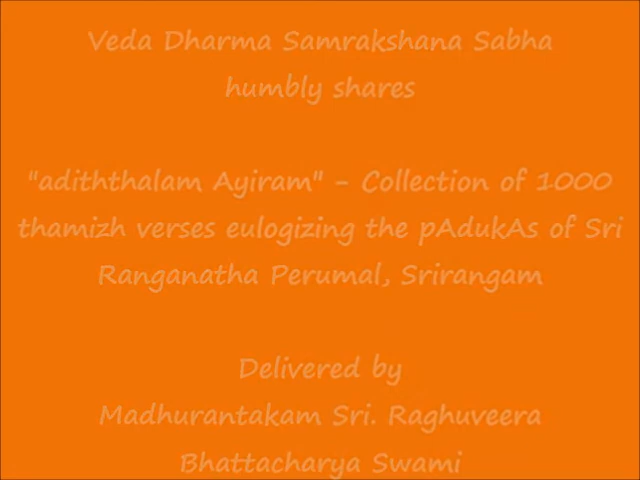 Veda Dharma Samrakshana Sabha
humbly shares
"adiththalam Ayiram" - Collection of 1000
thamizh verses eulogizing the pAdukAs of Sri
Ranganatha Perumal, Srirangam
Delivered by
Madhurantakam Sri. Raghuveera
Bhattacharya Swami